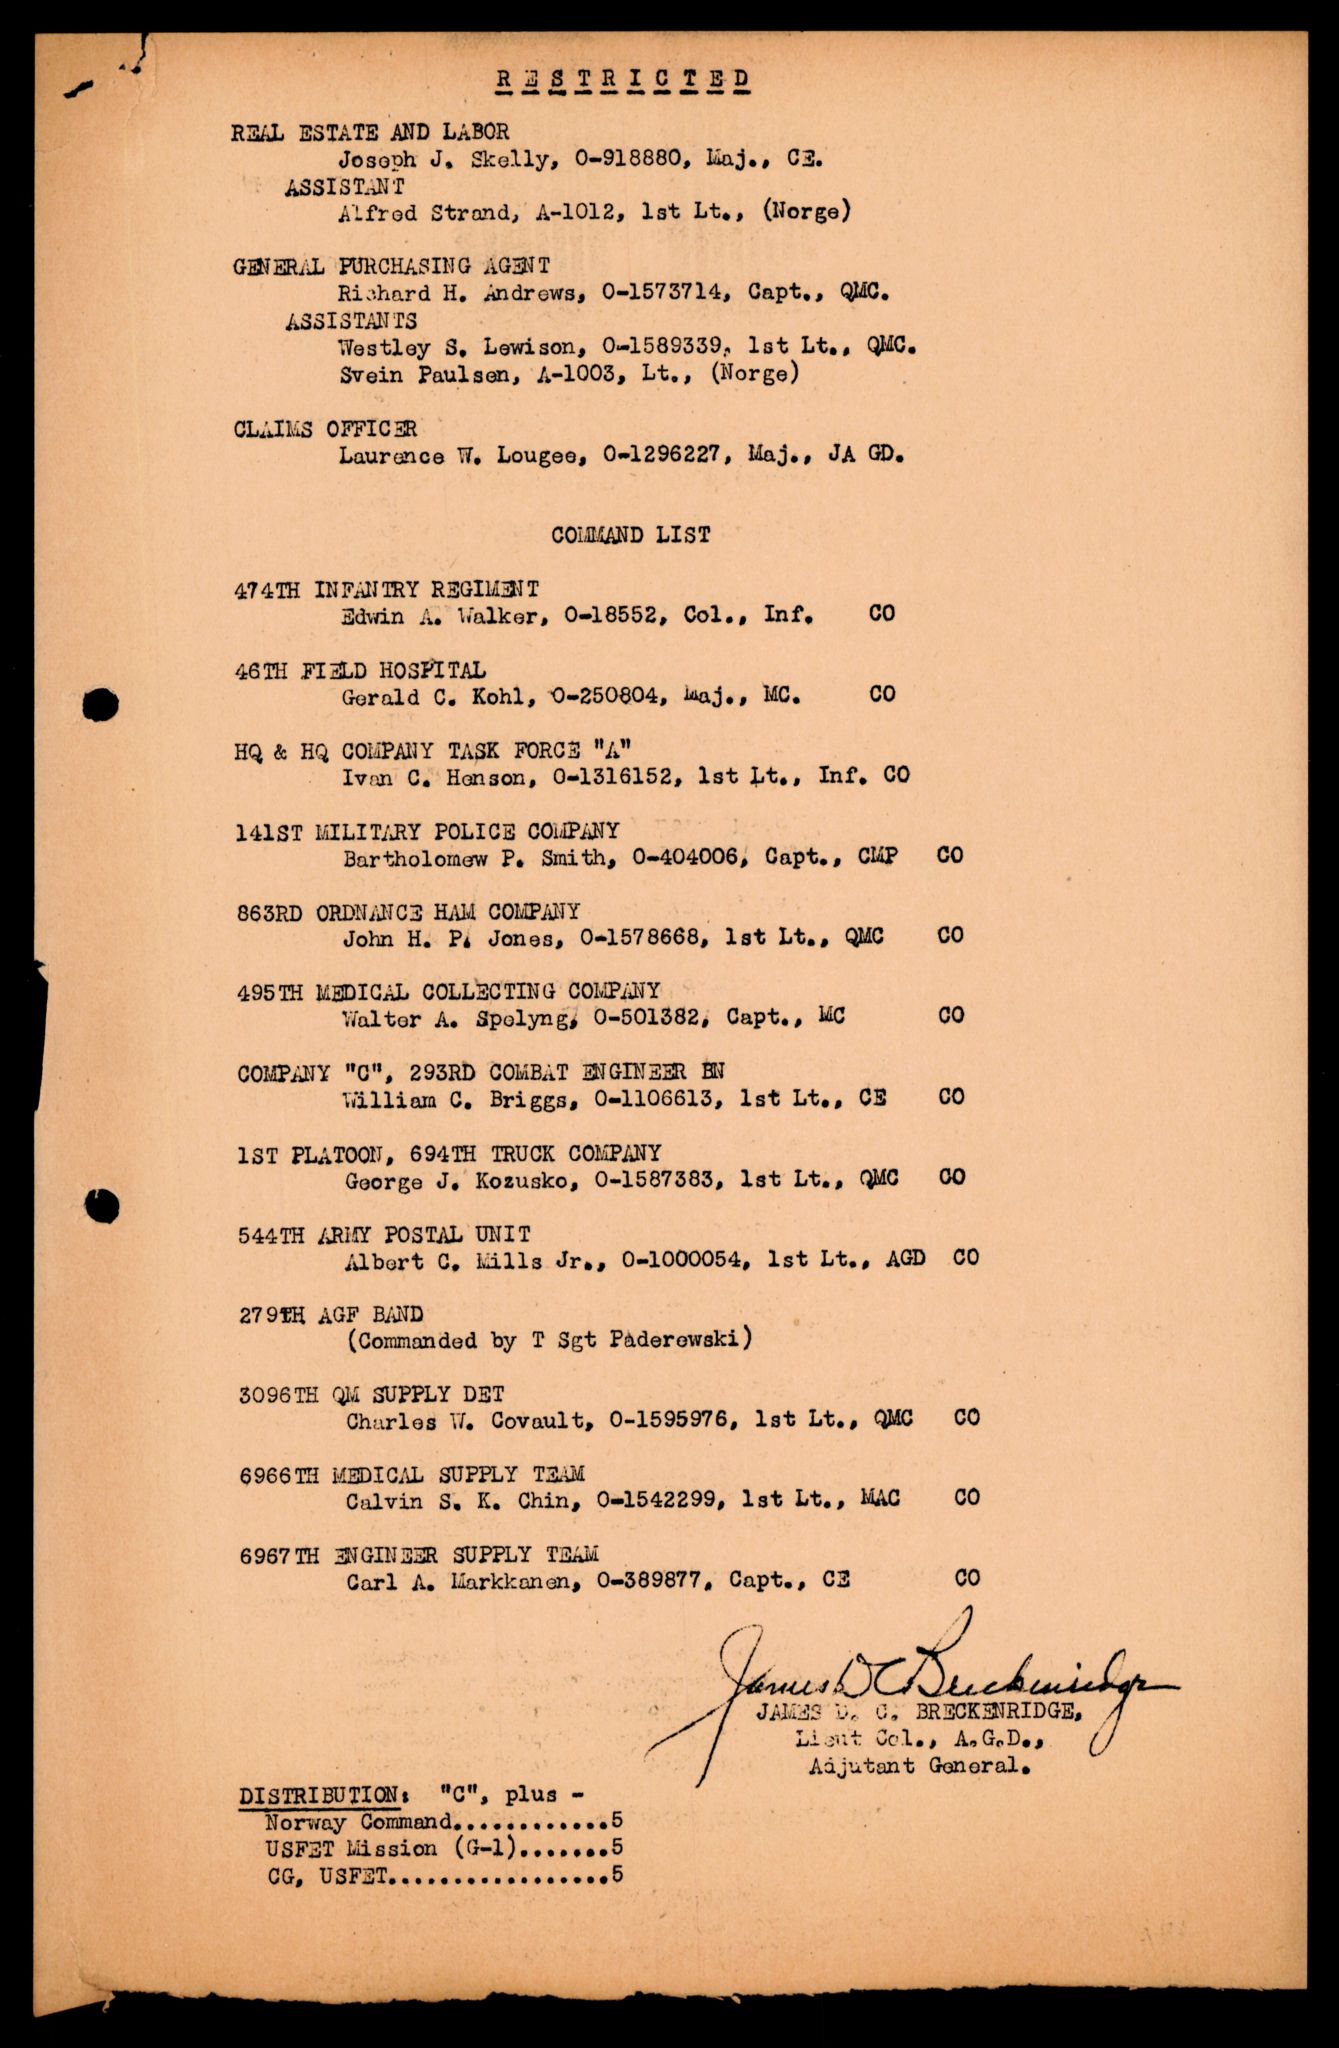 RESTRICTED
REAL ESTATE AND LABOR
Joseph J. Skelly, O-918880, Maj., CE.
ASSISTANT
Alfred Strand, A-1012, 1st Lt., (Norge)
GENERAL PURCHASING AGENT
Richard H. Andrews, O-1573714, Capt., QMC.
ASSISTANTS
Westley S. Lewison, O-1589339, 1st Lt., QMC.
Svein Paulsen, A-1003, Lt., (Norge)
CLAIMS OFFICER
Laurence W. Lougee, O-1296227, Maj., JA GD.
COMMAND LIST
474TH INFANTRY REGIMENT
Edwin A. Walker, O-18552, Col., Inf. CO
46TH FIELD HOSPITAL
Gerald C. Kohl, O-250804, Maj., MC. CO
HQ & HQ COMPANY TASK FORCE "A"
Ivan C. Henson, O-1316152, 1st Lt., Inf. CO
141ST MILITARY POLICE COMPANY
Bartholomew P. Smith, O-404006, Capt., CMP CO
863RD ORDNANCE HAM COMPANY
John H. P. Jones, O-1578668, 1st Lt., QMC CO
495TH MEDICAL COLLECTING COMPANY
Walter A. Spelyng, O-501382, Capt., MC CO
COMPANY "C", 293RD COMBAT ENGINEER BN
William C. Briggs, O-1106613, 1st Lt., CE CO
1ST PLATOON, 694TH TRUCK COMPANY
George J. Kozusko, O-1587383, 1st Lt., QMC CO
544TH ARMY POSTAL UNIT
Albert C. Mills Jr., O-1000054, 1st Lt., AGD CO
279TH AGF BAND
(Commanded by T Sgt Paderewski)
3096TH QM SUPPLY DET
Charles W. Covault, O-1595976, 1st Lt., QMC CO
6966TH MEDICAL SUPPLY TEAM
Calvin S. K. Chin, O-1542299, 1st Lt., MAC CO
6967TH ENGINEER SUPPLY TEAM
Carl A. Markkanen, O-389877, Capt., CE CO
James D C Breckenridge
JAMES D. C. BRECKENRIDGE,
Lieut Col., A.G.D.,
Adjutant General.
DISTRIBUTION: "C", plus -
Norway Command............5
USFET Mission (G-1).......5
CG, USFET.................5